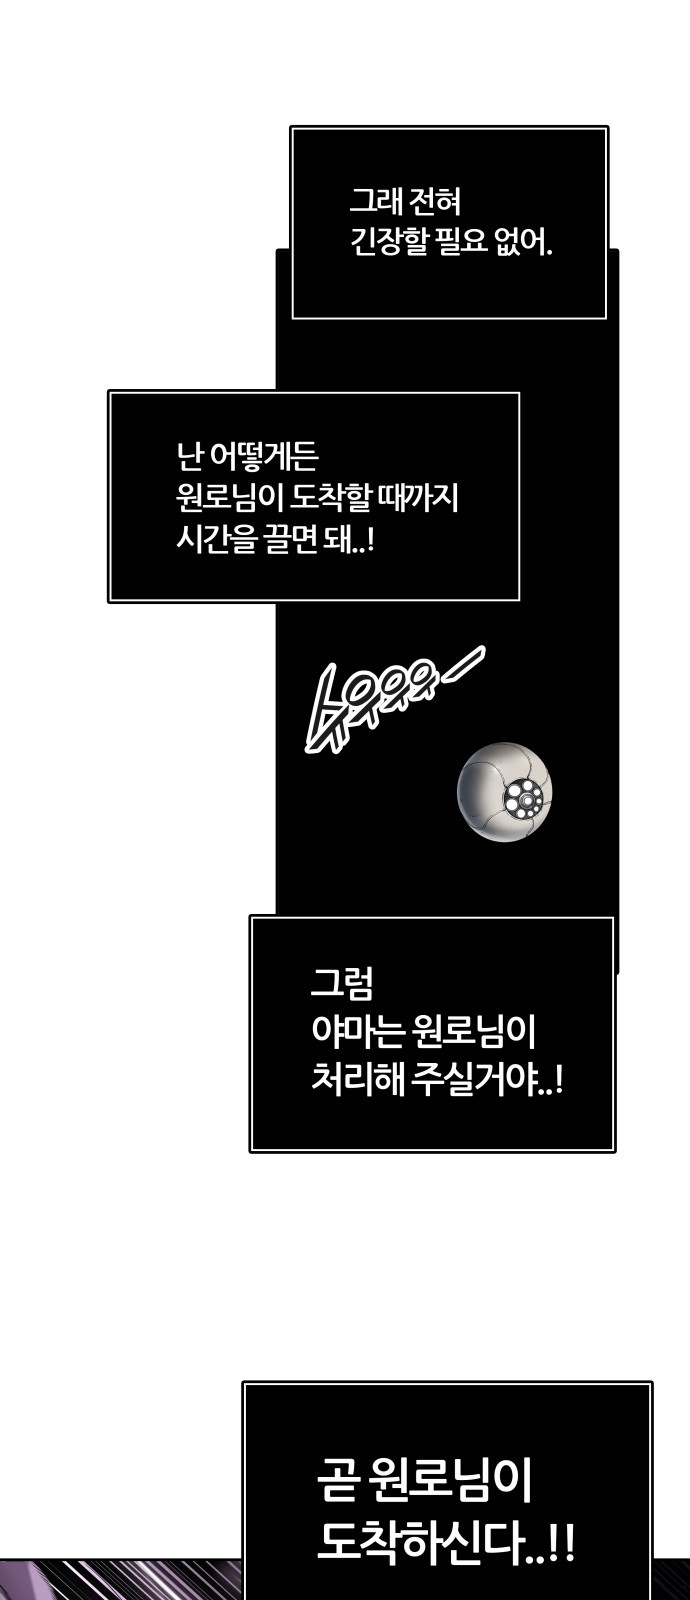 그래 전혀
긴장할 필요 없어.
난 어떻게든
원로님이 도착할 때까지
시간을 끌면 돼..!
슈우우우
그럼
야마는 원로님이
처리해 주실거야..!
곧 원로님이
도착하신다..!!